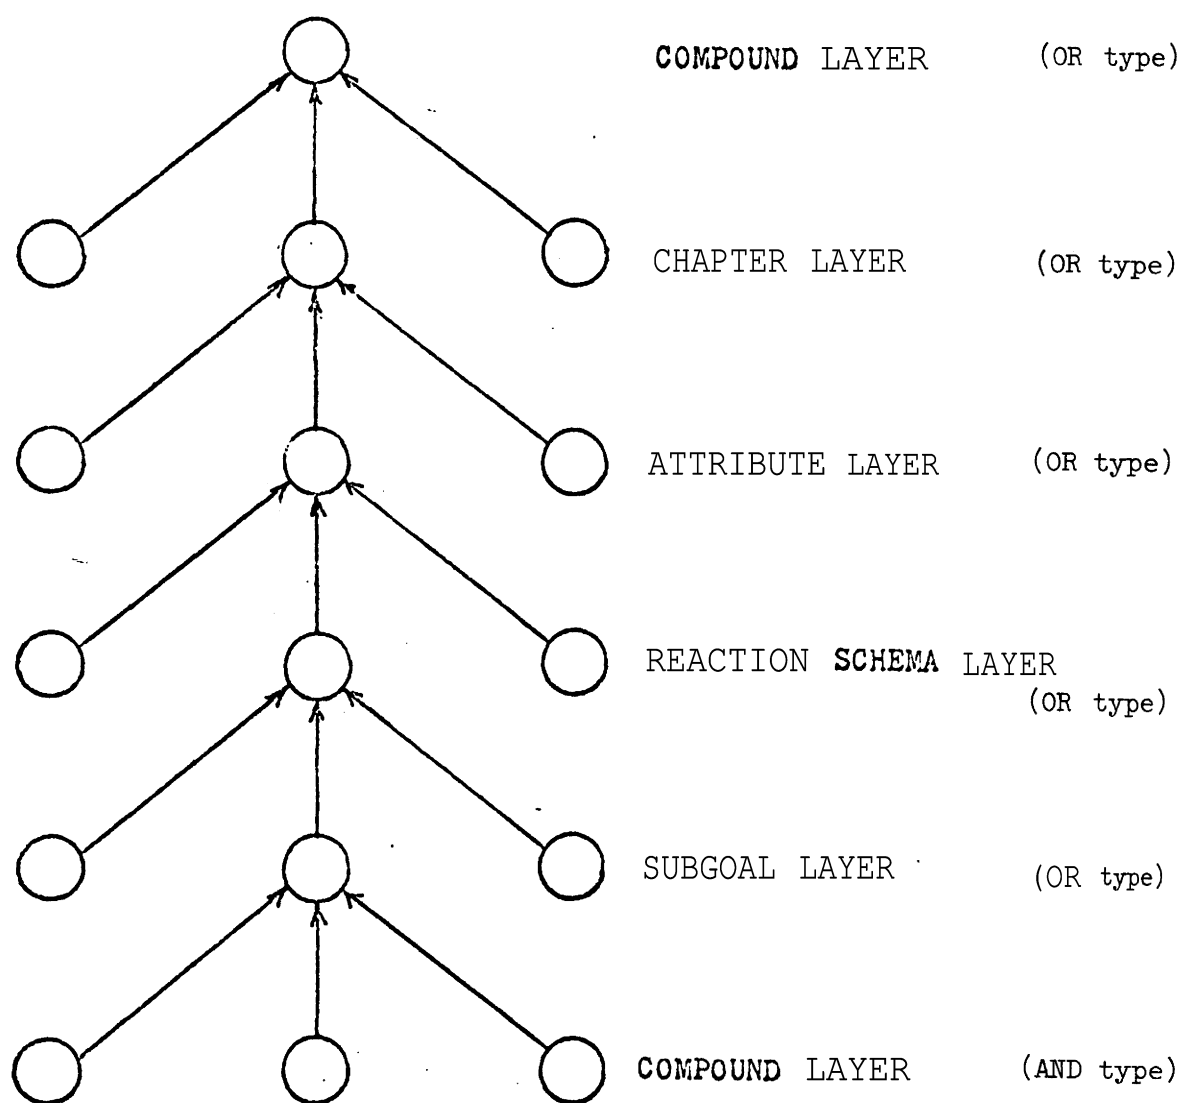 COMPOUND LAYER (OR type)
CHAPTER LAYER (OR type)
ATTRIBUTE LAYER (OR type)
REACTION SCHEMA LAYER
(OR type)
SUBGOAL LAYER (OR type)
COMPOUND LAYER (AND type)